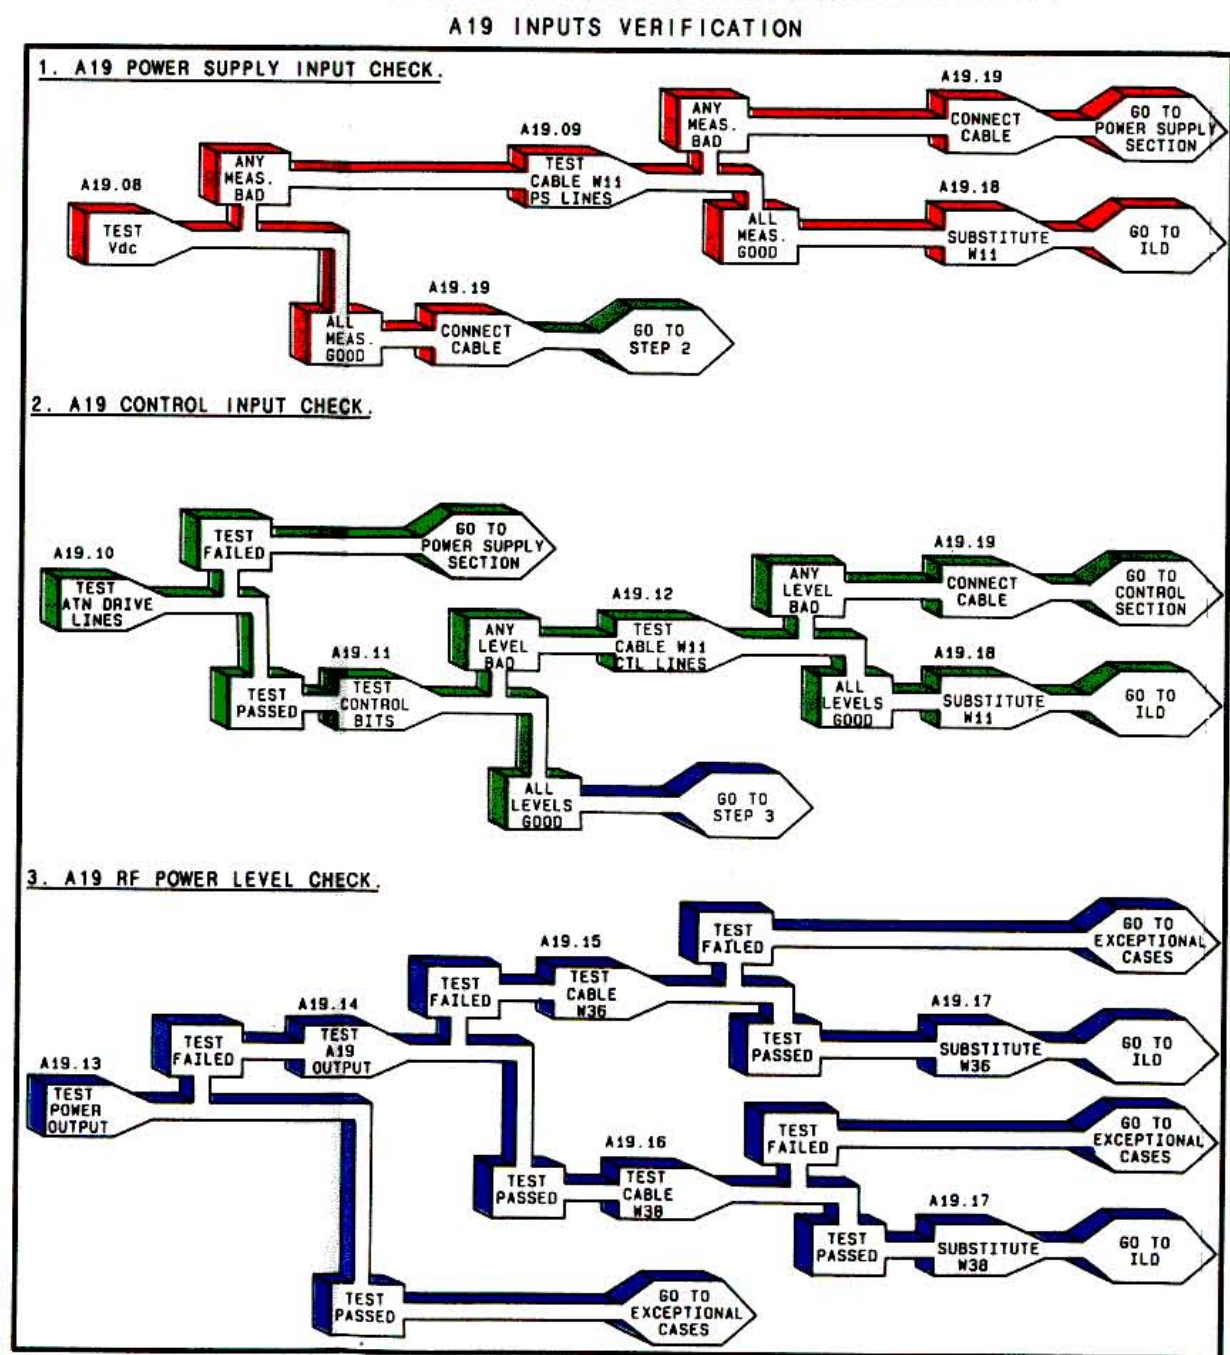 A19 INPUTS VERIFICATION
1. A19 POWER SUPPLY INPUT CHECK.
A19.08
TEST
Vdc
ANY
MEAS.
BAD
A19.09
TEST
CABLE W11
PS LINES
ANY
MEAS.
BAD
A19.19
CONNECT
CABLE
GO TO
POWER SUPPLY
SECTION
ALL
MEAS.
GOOD
A19.18
SUBSTITUTE
W11
GO TO
ILD
ALL
MEAS.
GOOD
A19.19
CONNECT
CABLE
GO TO
STEP 2
2. A19 CONTROL INPUT CHECK.
A19.10
TEST
ATN DRIVE
LINES
TEST
FAILED
GO TO
POWER SUPPLY
SECTION
TEST
PASSED
A19.11
TEST
CONTROL
BITS
ANY
LEVEL
BAD
A19.12
TEST
CABLE W11
CTL LINES
ANY
LEVEL
BAD
A19.19
CONNECT
CABLE
GO TO
CONTROL
SECTION
ALL
LEVELS
GOOD
A19.18
SUBSTITUTE
W11
GO TO
ILD
ALL
LEVELS
GOOD
GO TO
STEP 3
3. A19 RF POWER LEVEL CHECK.
A19.13
TEST
POWER
OUTPUT
TEST
FAILED
A19.14
TEST
A19
OUTPUT
TEST
FAILED
A19.15
TEST
CABLE
W36
TEST
FAILED
GO TO
EXCEPTIONAL
CASES
TEST
PASSED
A19.17
SUBSTITUTE
W36
GO TO
ILD
TEST
PASSED
A19.16
TEST
CABLE
W38
TEST
FAILED
GO TO
EXCEPTIONAL
CASES
TEST
PASSED
A19.17
SUBSTITUTE
W38
GO TO
ILD
TEST
PASSED
GO TO
EXCEPTIONAL
CASES